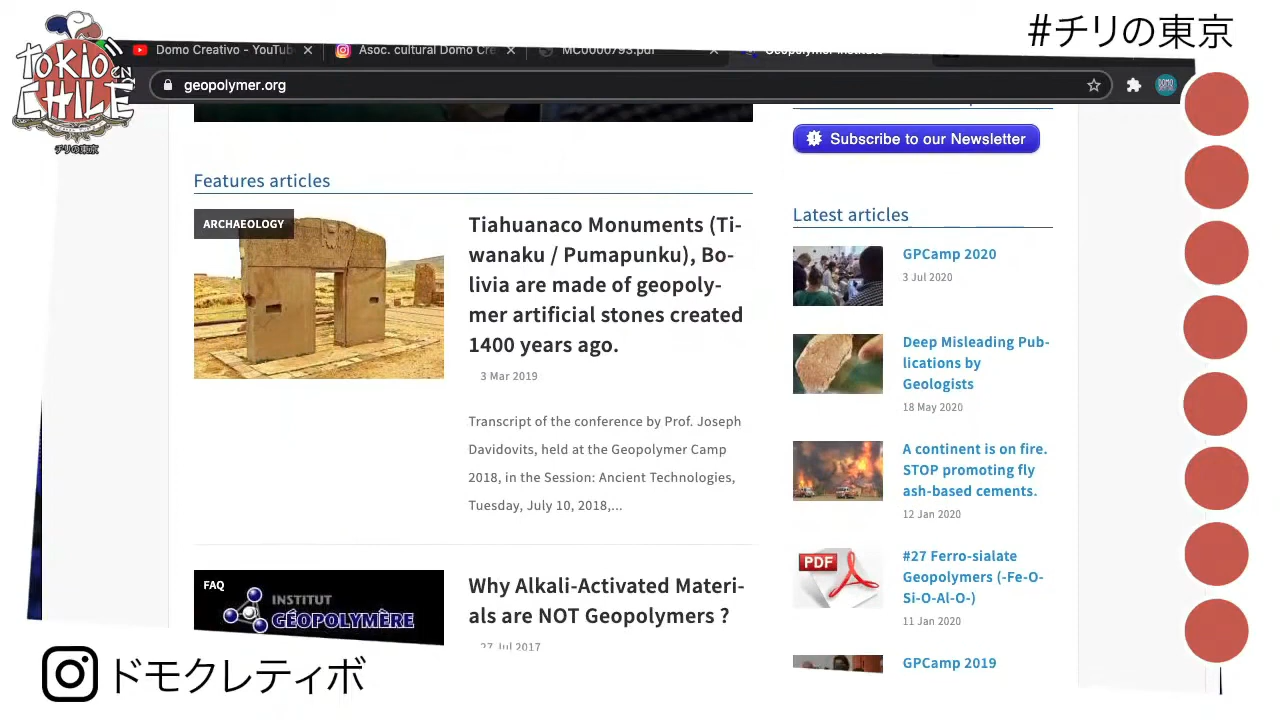 #チリの東京
TOKIO
EN
CHILE
チリの東京
Domo Creativo - YouTub
Asoc. cultural Domo Cre
MC0000793.pdf
Geopolymer Institute
geopolymer.org
Subscribe to our Newsletter
Features articles
ARCHAEOLOGY
Tiahuanaco Monuments (Ti-
wanaku / Pumapunku), Bo-
livia are made of geopoly-
mer artificial stones created
1400 years ago.
3 Mar 2019
Transcript of the conference by Prof. Joseph
Davidovits, held at the Geopolymer Camp
2018, in the Session: Ancient Technologies,
Tuesday, July 10, 2018,...
FAQ
INSTITUT
GÉOPOLYMÈRE
Why Alkali-Activated Materi-
als are NOT Geopolymers ?
27 Jul 2017
Latest articles
GPCamp 2020
3 Jul 2020
Deep Misleading Pub-
lications by
Geologists
18 May 2020
A continent is on fire.
STOP promoting fly
ash-based cements.
12 Jan 2020
PDF
#27 Ferro-sialate
Geopolymers (-Fe-O-
Si-O-Al-O-)
11 Jan 2020
GPCamp 2019
ドモクレティボ